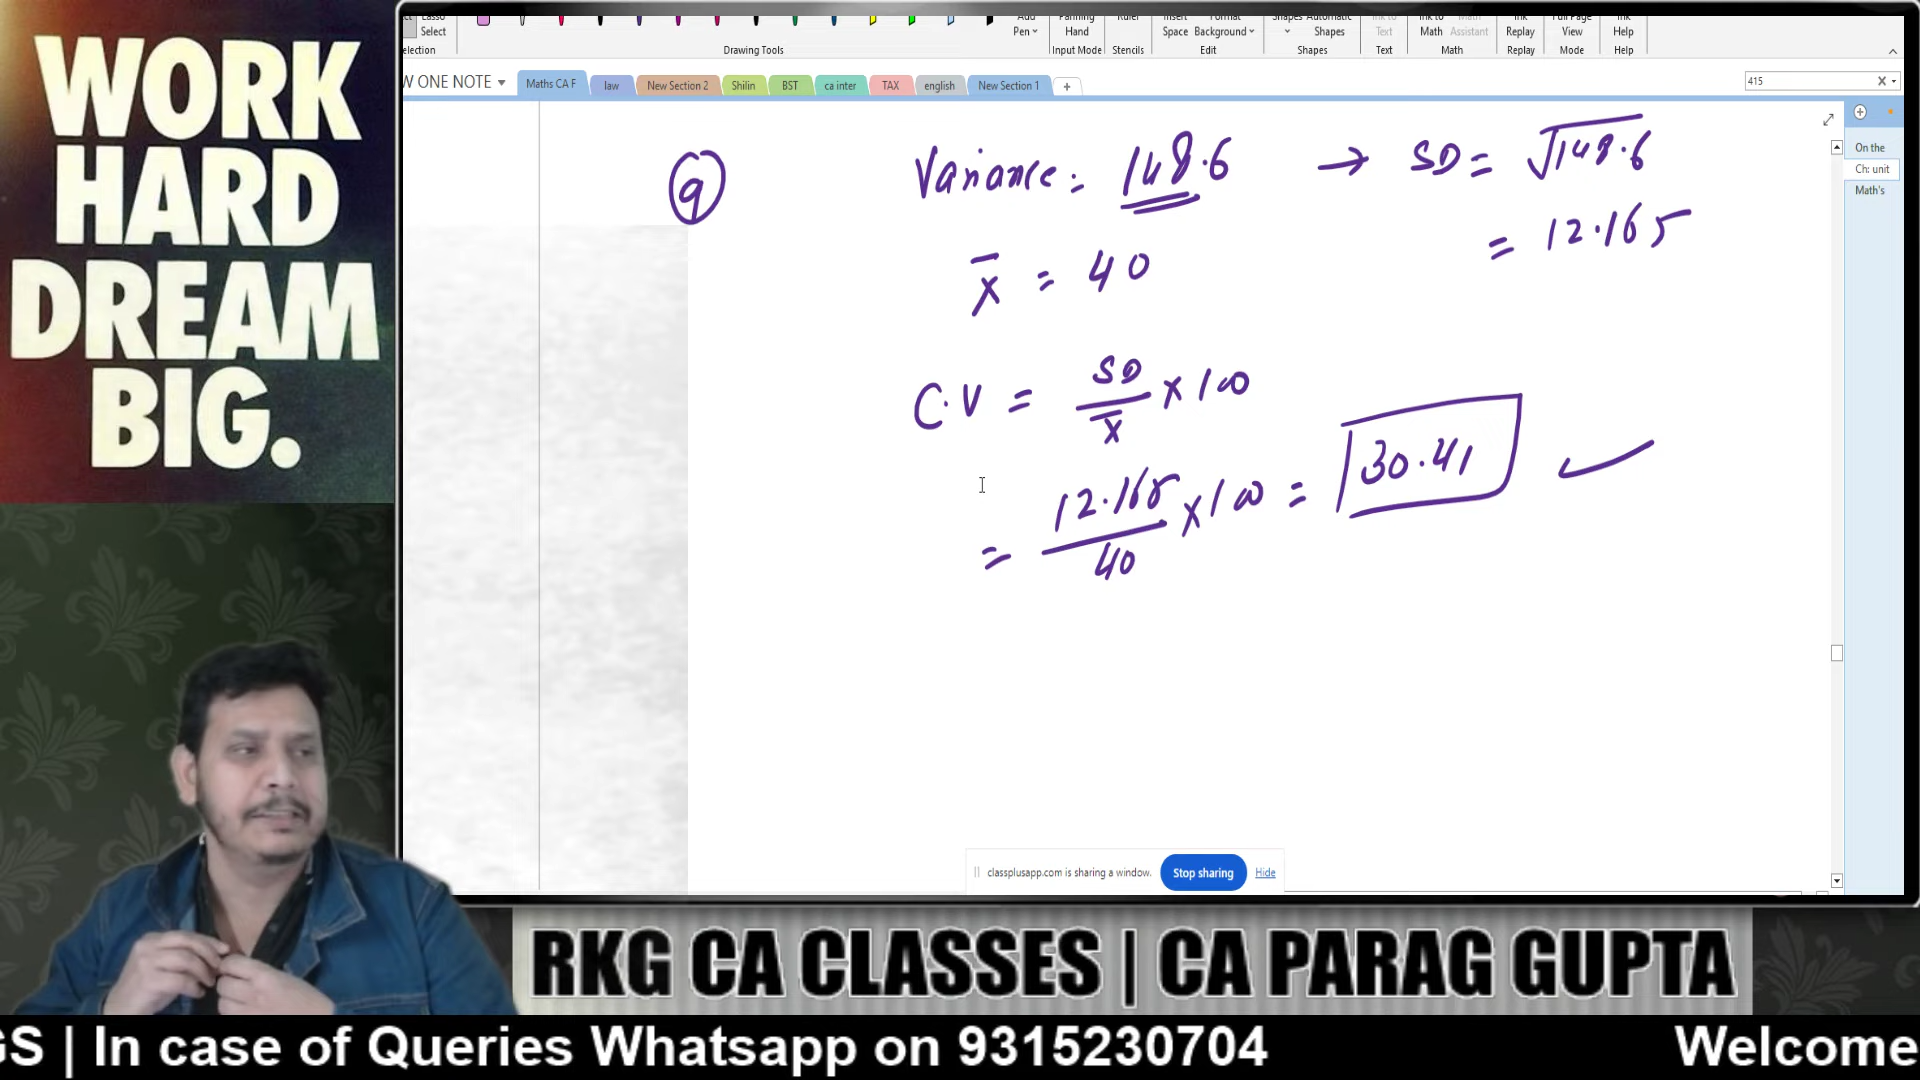 WORK
HARD
DREAM
BIG.
Lasso
Select
Add
Pen
Panning
Hand
Ruler
Insert
Space
Format
Background
Shapes
Automatic
Shapes
Ink to
Text
Ink to
Math
Math
Assistant
Ink
Replay
Full Page
View
Ink
Help
election
Drawing Tools
Input Mode
Stencils
Edit
Shapes
Text
Math
Replay
Mode
Help
W ONE NOTE
Maths CA F
law
New Section 2
Shilin
BST
ca inter
TAX
english
New Section 1
415
On the
Ch: unit
Math's
9
Variance = 148.6 → SD = √148.6
= 12.165
x̄ = 40
C.V = SD/x̄ × 100
= 12.165/40 × 100 = 30.41 ✓
classplusapp.com is sharing a window.
Stop sharing
Hide
RKG CA CLASSES | CA PARAG GUPTA
GS | In case of Queries Whatsapp on 9315230704
Welcome